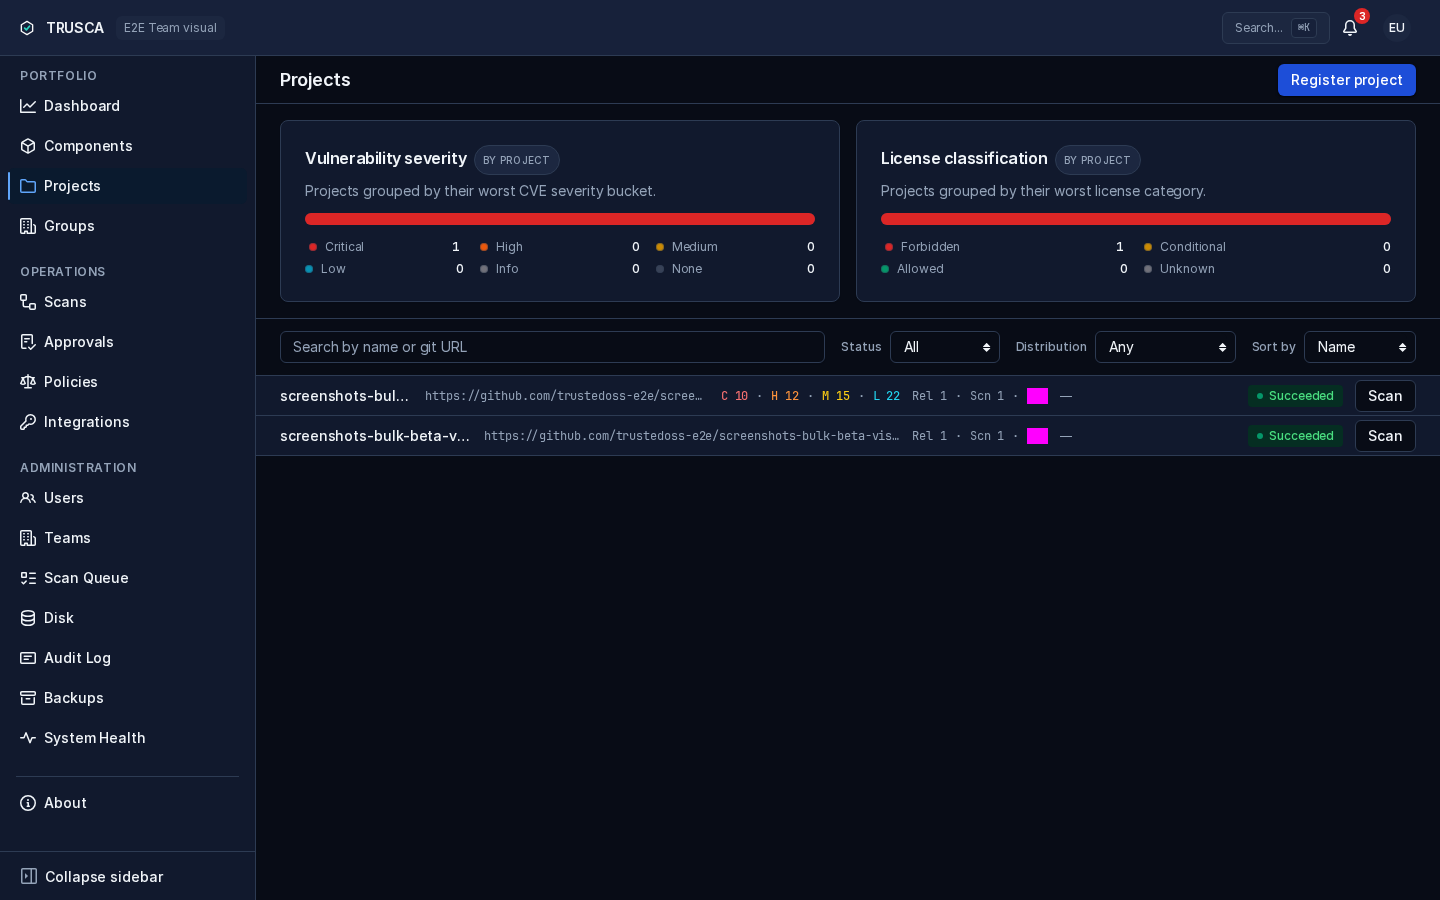 TRUSCA E2E Team visual Search... ⌘K 3 EU
PORTFOLIO
Dashboard
Components
Projects
Groups
OPERATIONS
Scans
Approvals
Policies
Integrations
ADMINISTRATION
Users
Teams
Scan Queue
Disk
Audit Log
Backups
System Health
About
Collapse sidebar
Projects Register project
Vulnerability severity BY PROJECT
Projects grouped by their worst CVE severity bucket.
Critical 1 High 0 Medium 0
Low 0 Info 0 None 0
License classification BY PROJECT
Projects grouped by their worst license category.
Forbidden 1 Conditional 0
Allowed 0 Unknown 0
Search by name or git URL Status All Distribution Any Sort by Name
screenshots-bul... https://github.com/trustedoss-e2e/scree... C 10 · H 12 · M 15 · L 22 Rel 1 · Scn 1 · — Succeeded Scan
screenshots-bulk-beta-v... https://github.com/trustedoss-e2e/screenshots-bulk-beta-vis... Rel 1 · Scn 1 · — Succeeded Scan